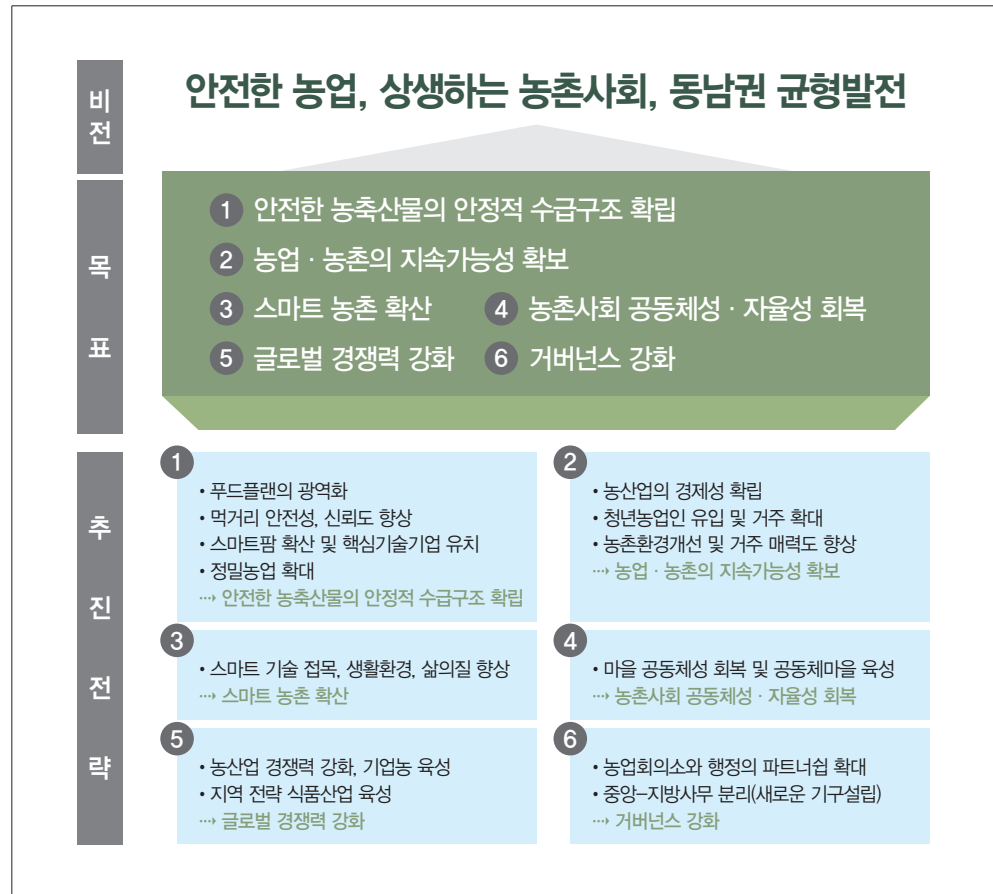 비전
안전한 농업, 상생하는 농촌사회, 동남권 균형발전
목표
1 안전한 농축산물의 안정적 수급구조 확립
2 농업 · 농촌의 지속가능성 확보
3 스마트 농촌 확산
4 농촌사회 공동체성 · 자율성 회복
5 글로벌 경쟁력 강화
6 거버넌스 강화
추진전략
1
• 푸드플랜의 광역화
• 먹거리 안전성, 신뢰도 향상
• 스마트팜 확산 및 핵심기술기업 유치
• 정밀농업 확대
⤑ 안전한 농축산물의 안정적 수급구조 확립
2
• 농산업의 경제성 확립
• 청년농업인 유입 및 거주 확대
• 농촌환경개선 및 거주 매력도 향상
⤑ 농업 · 농촌의 지속가능성 확보
3
• 스마트 기술 접목, 생활환경, 삶의질 향상
⤑ 스마트 농촌 확산
4
• 마을 공동체성 회복 및 공동체마을 육성
⤑ 농촌사회 공동체성 · 자율성 회복
5
• 농산업 경쟁력 강화, 기업농 육성
• 지역 전략 식품산업 육성
⤑ 글로벌 경쟁력 강화
6
• 농업회의소와 행정의 파트너쉽 확대
• 중앙–지방사무 분리(새로운 기구설립)
⤑ 거버넌스 강화